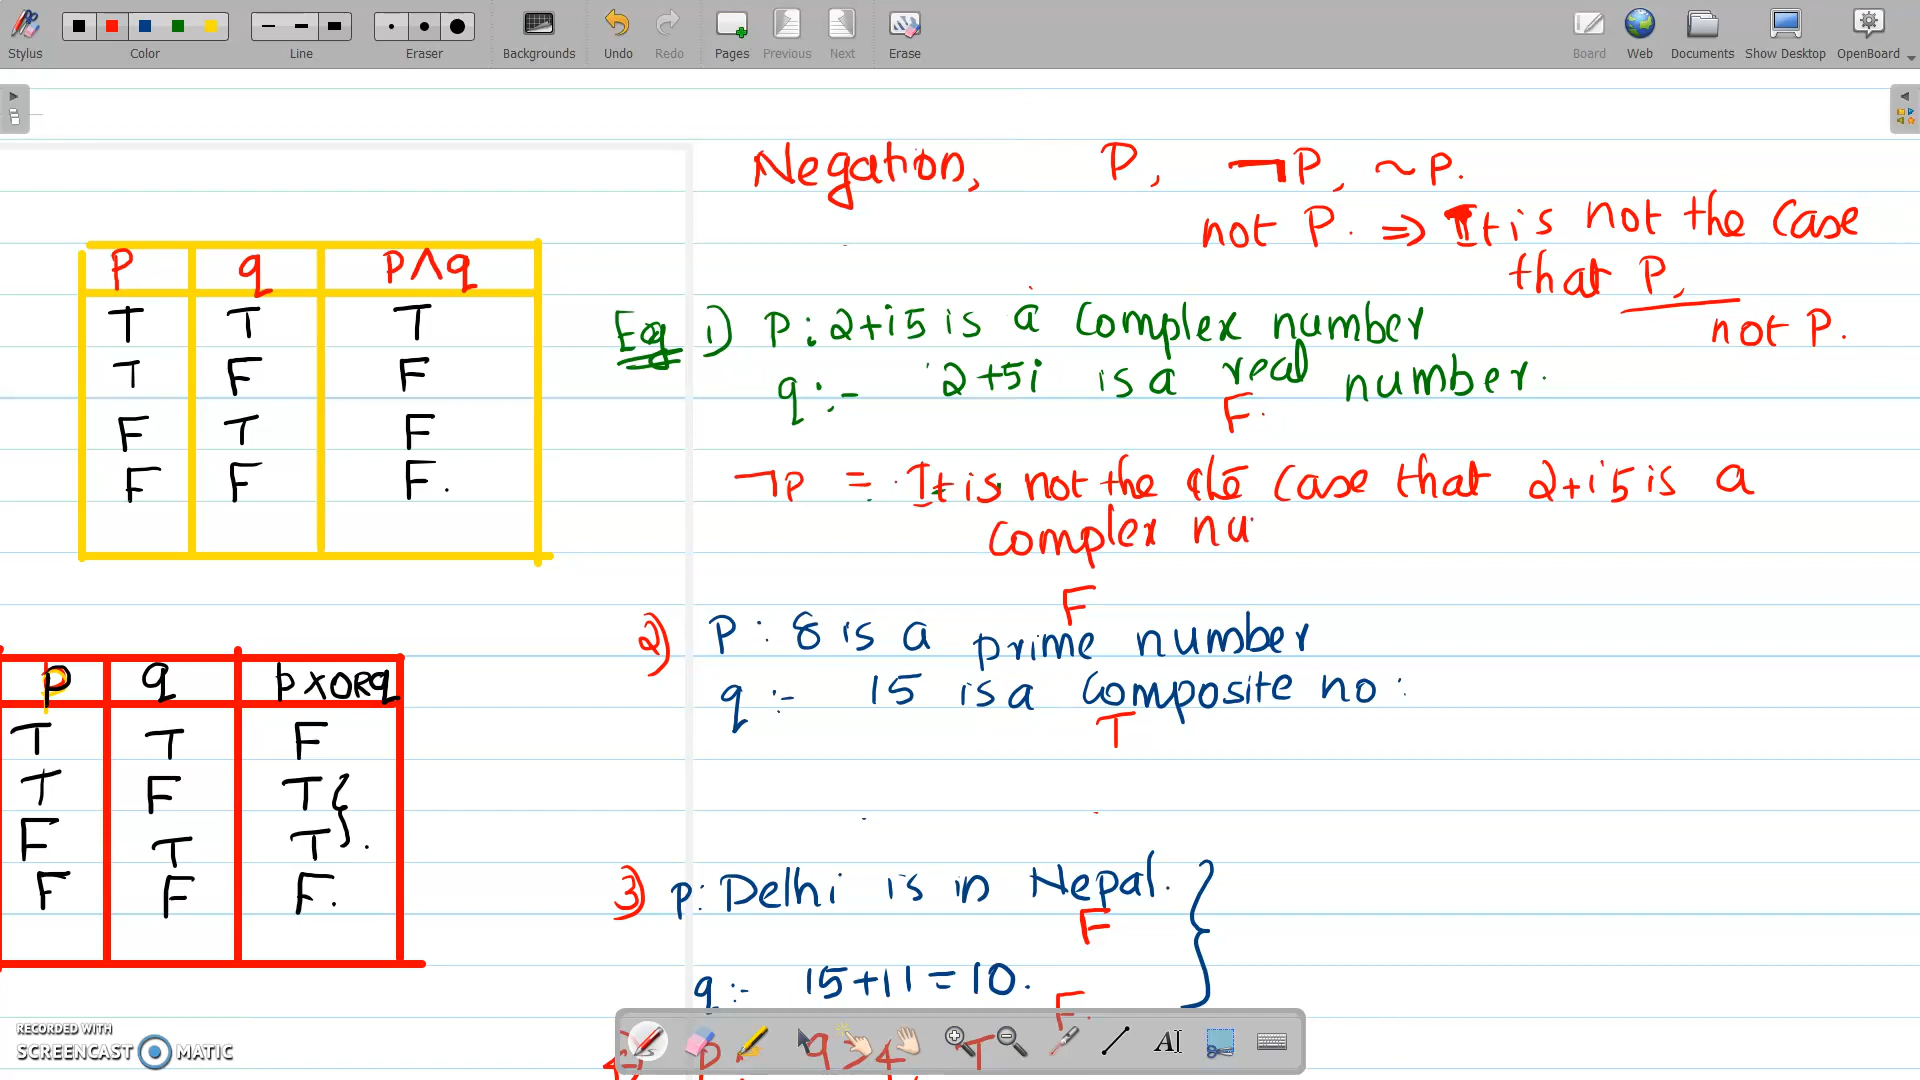 Stylus Color Line Eraser Backgrounds Undo Redo Pages Previous Next Erase Board Web Documents Show Desktop OpenBoard
Negation, P, ¬P, ~P.
not P. ⇒ It is not the case
that P,
not P.
p q p∧q
T T T
T F F
F T F
F F F.
Eg 1) P: 2+i5 is a complex number
q:- 2+5i is a real number.
F.
¬P = It is not the the case that 2+i5 is a
complex nu
F
2) P: 8 is a prime number
q:- 15 is a composite no:
T
p q p XOR q
T T F
T F T
F T T.
F F F.
3) p: Delhi is in Nepal.
F
q:- 15+11=10.
F.
P 9>4 T
RECORDED WITH
SCREENCAST MATIC